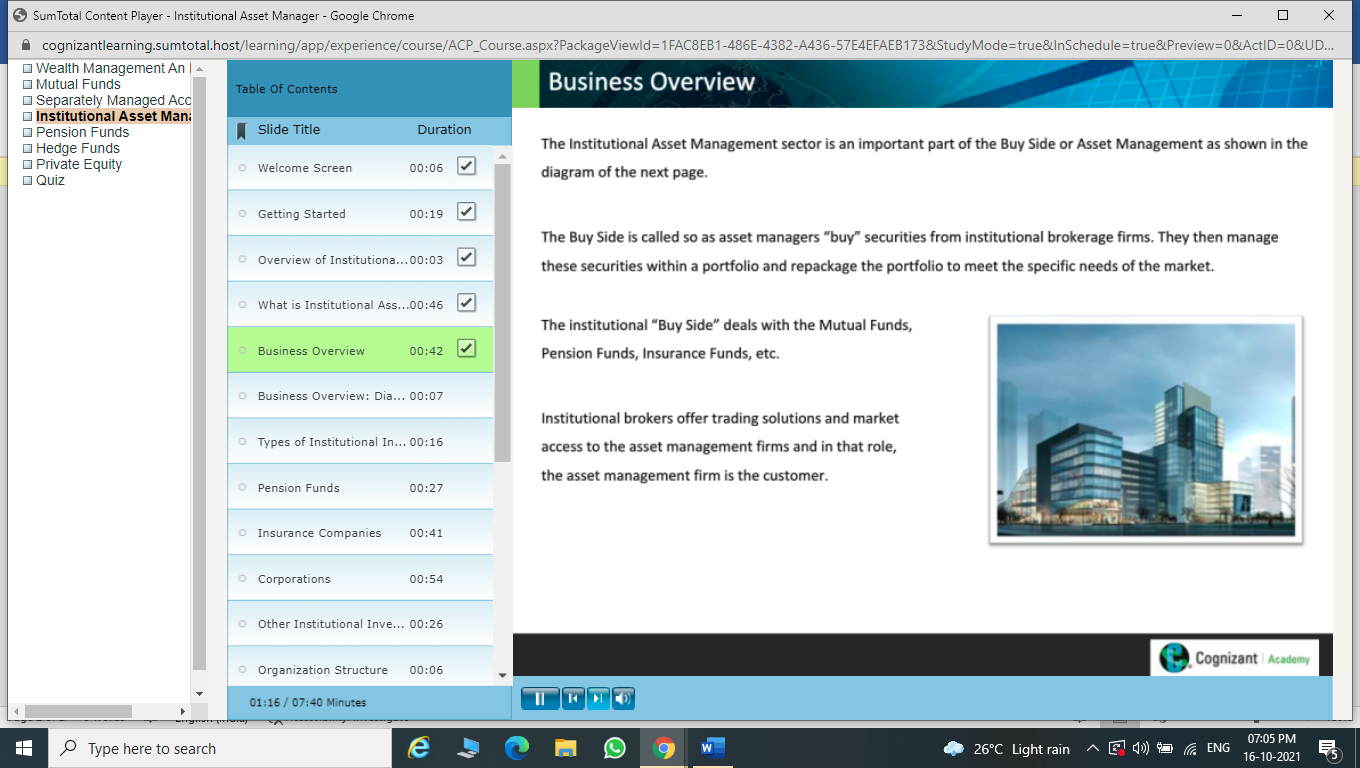 SumTotal Content Player - Institutional Asset Manager - Google Chrome
cognizantlearning.sumtotal.host/learning/app/experience/course/ACP_Course.aspx?PackageViewId=1FAC8EB1-486E-4382-A436-57E4EFAEB173&StudyMode=true&InSchedule=true&Preview=0&ActID=0&UD...
Wealth Management An
Mutual Funds
Separately Managed Acc
Institutional Asset Mana
Pension Funds
Hedge Funds
Private Equity
Quiz
Table Of Contents
Slide Title Duration
Welcome Screen 00:06
Getting Started 00:19
Overview of Institutiona...00:03
What is Institutional Ass...00:46
Business Overview 00:42
Business Overview: Dia... 00:07
Types of Institutional In... 00:16
Pension Funds 00:27
Insurance Companies 00:41
Corporations 00:54
Other Institutional Inve... 00:26
Organization Structure 00:06
01:16 / 07:40 Minutes
Business Overview
The Institutional Asset Management sector is an important part of the Buy Side or Asset Management as shown in the
diagram of the next page.
The Buy Side is called so as asset managers “buy” securities from institutional brokerage firms. They then manage
these securities within a portfolio and repackage the portfolio to meet the specific needs of the market.
The institutional “Buy Side” deals with the Mutual Funds,
Pension Funds, Insurance Funds, etc.
Institutional brokers offer trading solutions and market
access to the asset management firms and in that role,
the asset management firm is the customer.
Cognizant | Academy
Type here to search
26°C Light rain
ENG
07:05 PM
16-10-2021
5